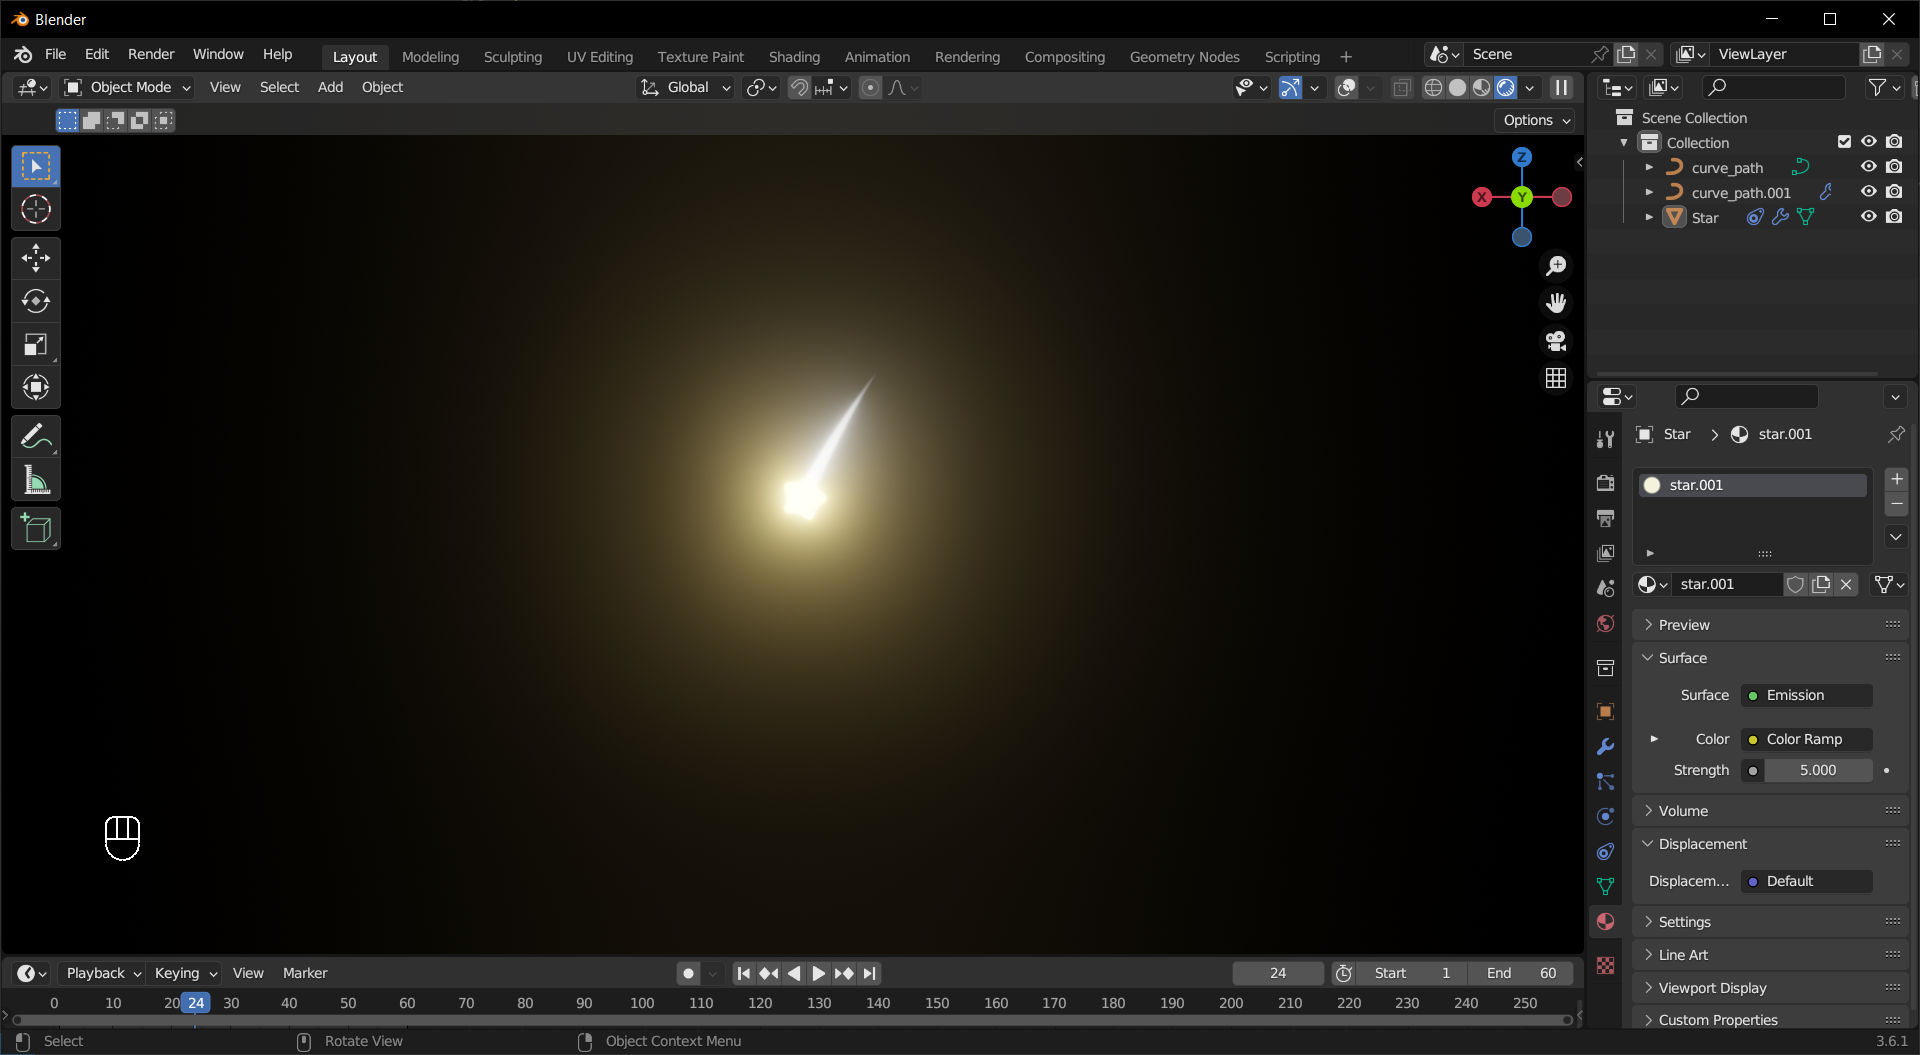 Blender
File Edit Render Window Help Layout Modeling Sculpting UV Editing Texture Paint Shading Animation Rendering Compositing Geometry Nodes Scripting + Scene ViewLayer
Object Mode View Select Add Object Global
Options
Scene Collection
Collection
curve_path
curve_path.001
Star
Z
X Y
Star > star.001
star.001
star.001
Preview
Surface
Surface Emission
Color Color Ramp
Strength 5.000
Volume
Displacement
Displacem... Default
Settings
Line Art
Viewport Display
Custom Properties
Playback Keying View Marker 24 Start 1 End 60
0 10 20 24 30 40 50 60 70 80 90 100 110 120 130 140 150 160 170 180 190 200 210 220 230 240 250
Select Rotate View Object Context Menu 3.6.1